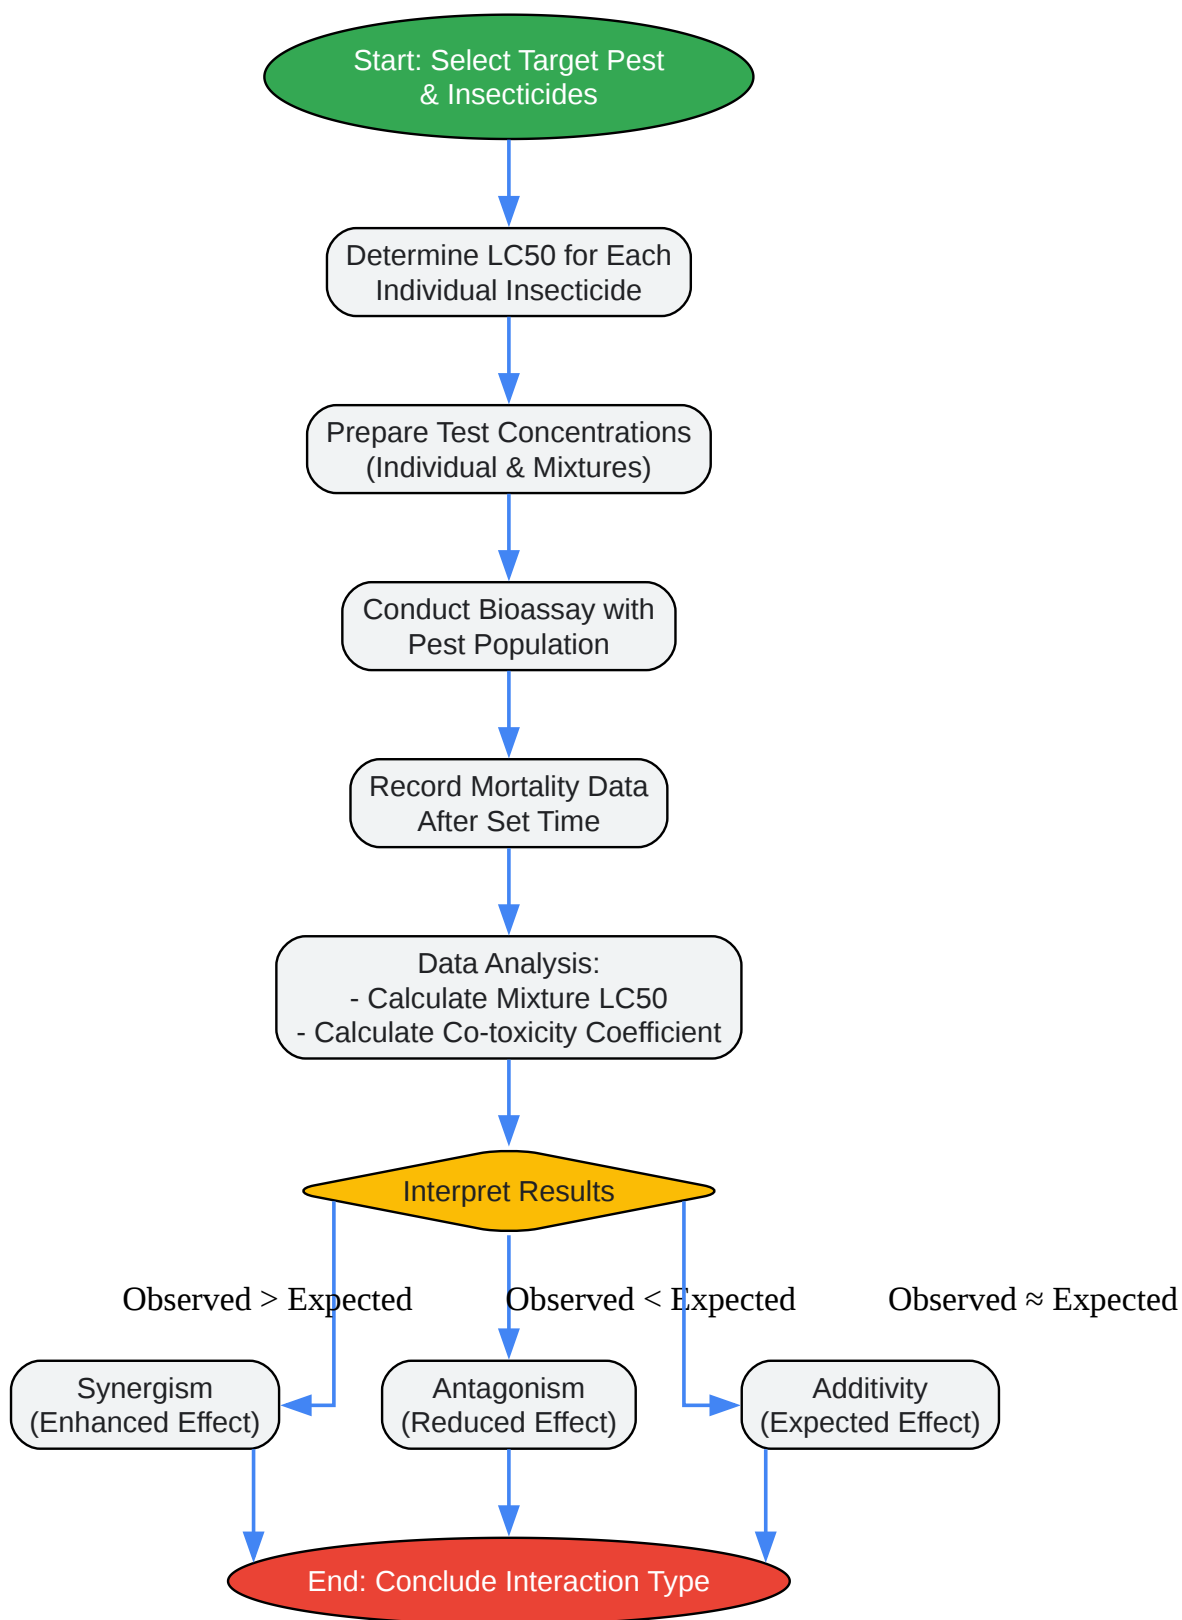 Start: Select Target Pest
& Insecticides
Determine LC50 for Each
Individual Insecticide
Prepare Test Concentrations
(Individual & Mixtures)
Conduct Bioassay with
Pest Population
Record Mortality Data
After Set Time
Data Analysis:
- Calculate Mixture LC50
- Calculate Co-toxicity Coefficient
Interpret Results
Observed > Expected
Observed < Expected
Observed ≈ Expected
Synergism
(Enhanced Effect)
Antagonism
(Reduced Effect)
Additivity
(Expected Effect)
End: Conclude Interaction Type